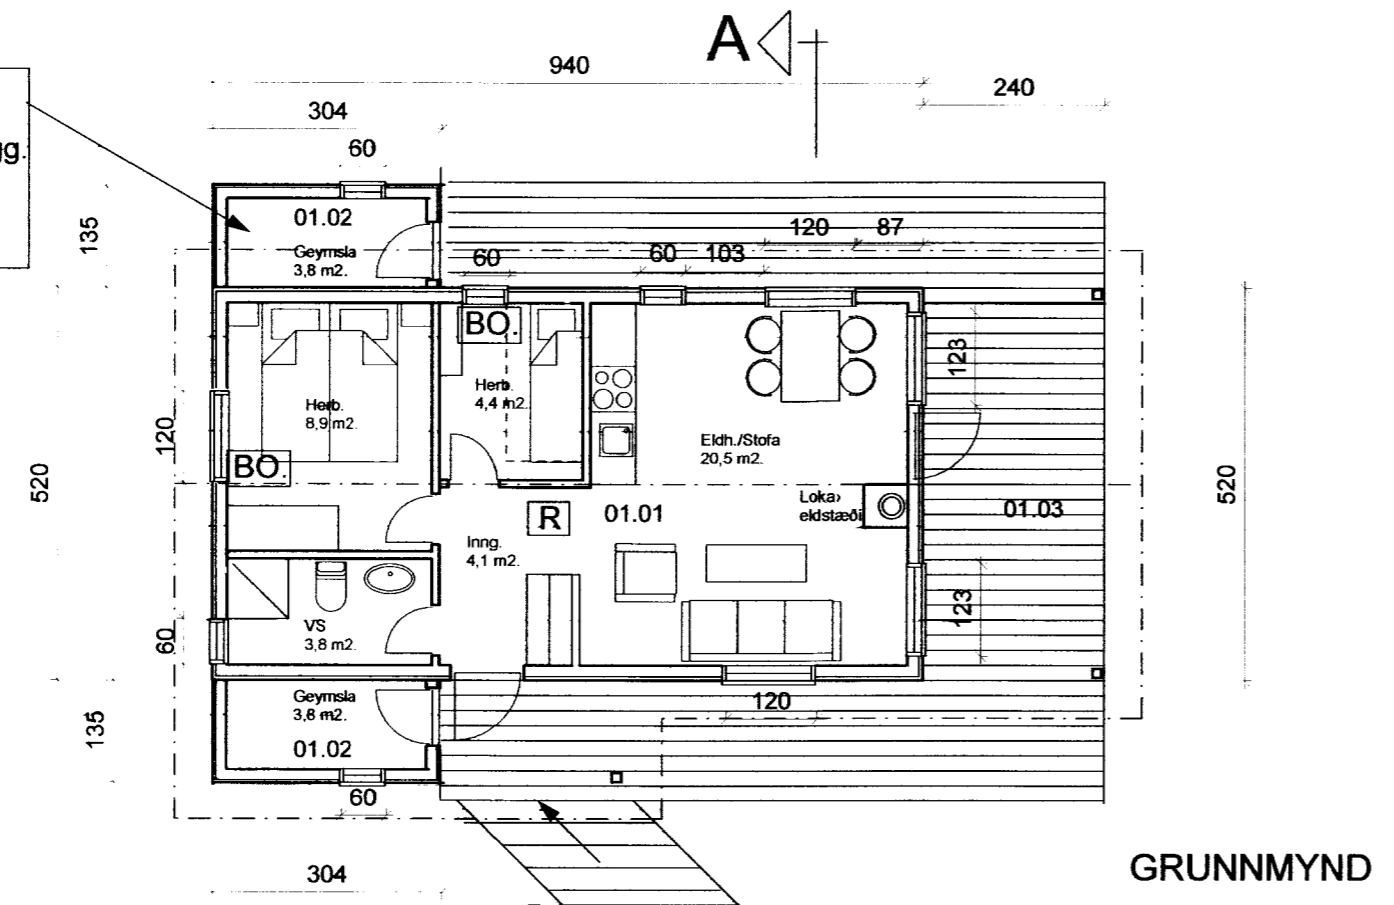 A
940
240
304
60
gg.
135
01.02
Geymsla
3,8 m2.
120
87
60
60
103
BO.
123
Herb.
4,4 m2.
Herb.
8,9 m2.
120
Eldh./Stofa
20,5 m2.
BO.
520
520
Loka
eldstæði
R
01.01
01.03
Inng.
4,1 m2.
123
VS
3,8 m2.
60
Geymsla
3,8 m2.
120
135
01.02
60
304
GRUNNMYND